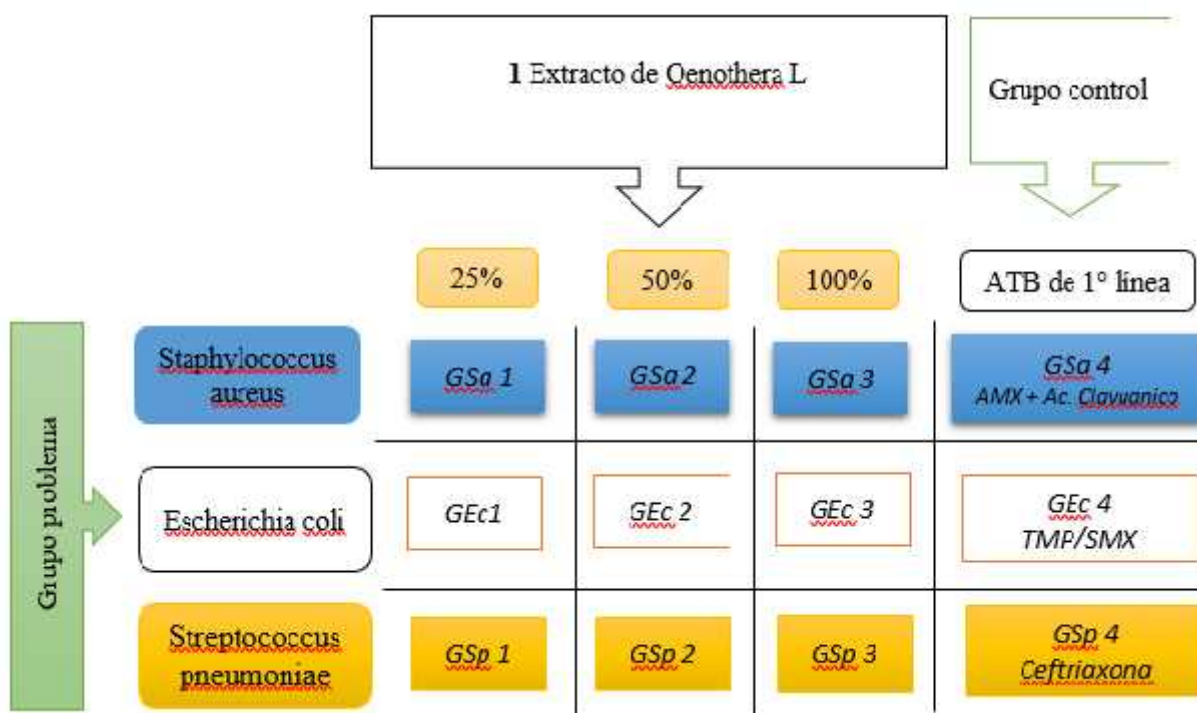 1 Extracto de Oenothera L
Grupo control
25%
50%
100%
ATB de 1° línea
Grupo problema
Staphylococcus
aureus
GSa 1
GSa 2
GSa 3
GSa 4
AMX + Ac. Clavuanico
Escherichia coli
GEc1
GEc 2
GEc 3
GEc 4
TMP/SMX
Streptococcus
pneumoniae
GSp 1
GSp 2
GSp 3
GSp 4
Ceftriaxona